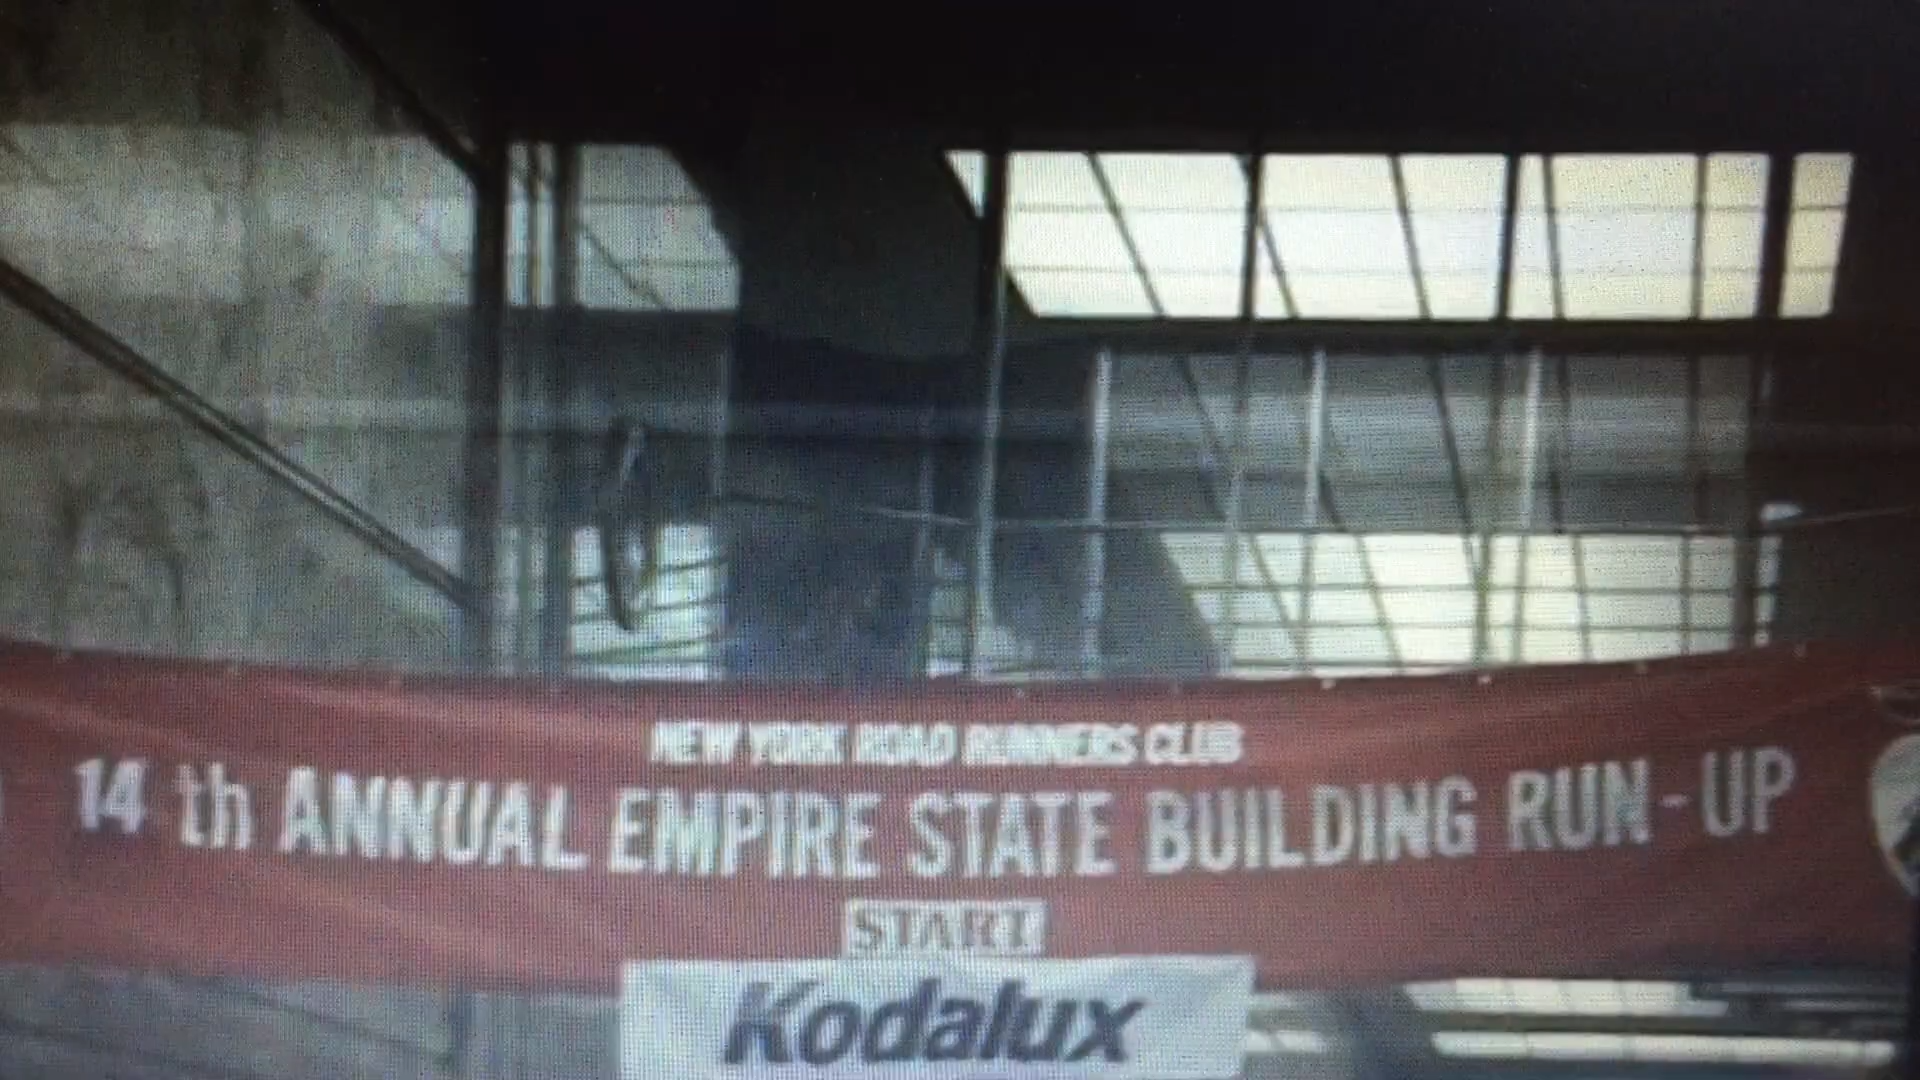 NEW YORK ROAD RUNNERS CLUB
14 th ANNUAL EMPIRE STATE BUILDING RUN-UP
START
Kodalux